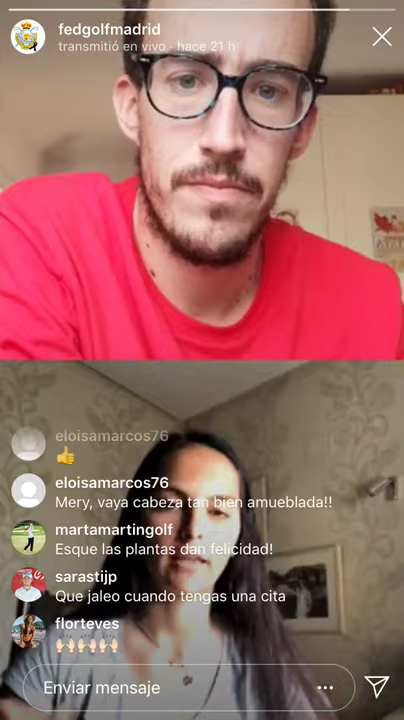 fedgolfmadrid
transmitió en vivo · hace 21 h
eloisamarcos76
👍
eloisamarcos76
Mery, vaya cabeza tan bien amueblada!!
martamartingolf
Esque las plantas dan felicidad!
sarastijp
Que jaleo cuando tengas una cita
florteves
🙌🏻🙌🏻🙌🏻🙌🏻
Enviar mensaje